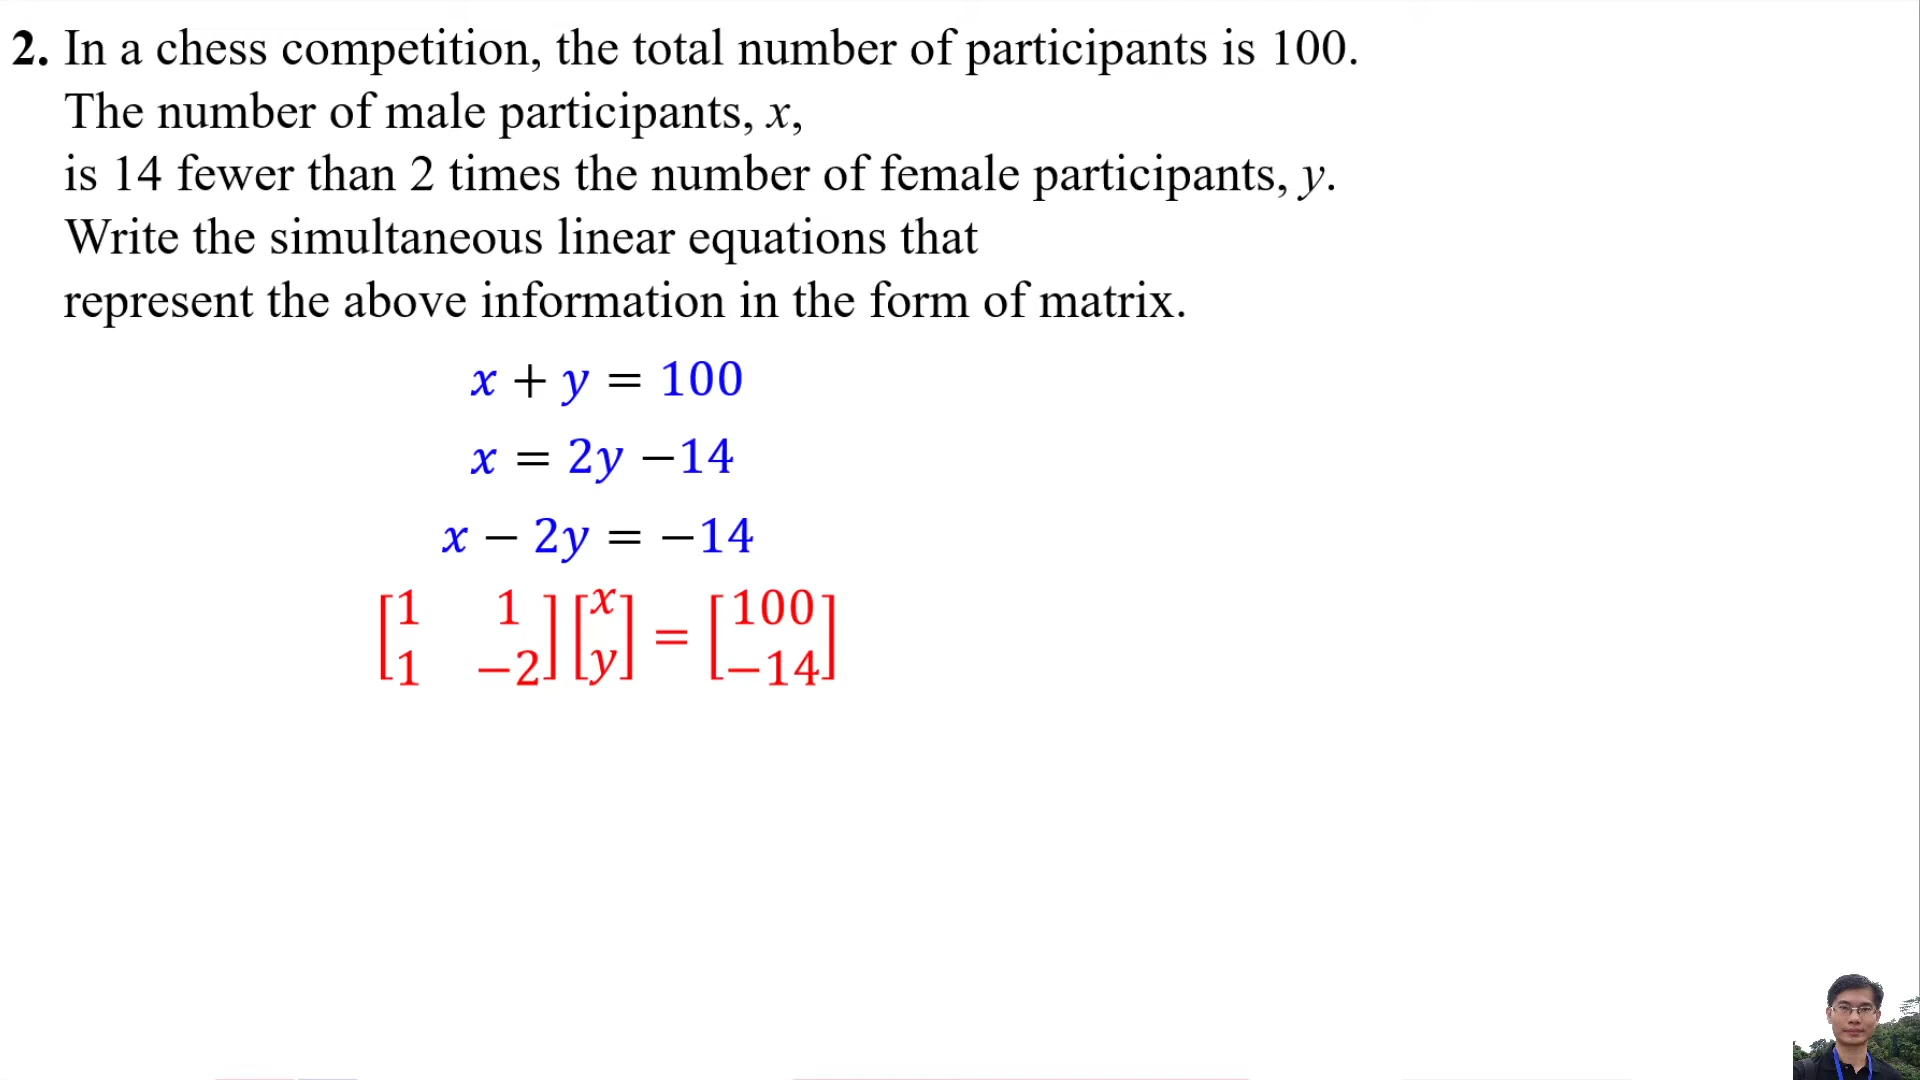 2. In a chess competition, the total number of participants is 100.
The number of male participants, x,
is 14 fewer than 2 times the number of female participants, y.
Write the simultaneous linear equations that
represent the above information in the form of matrix.
x + y = 100
x = 2y −14
x − 2y = −14
[1 1
1 −2] [x
y] = [100
−14]